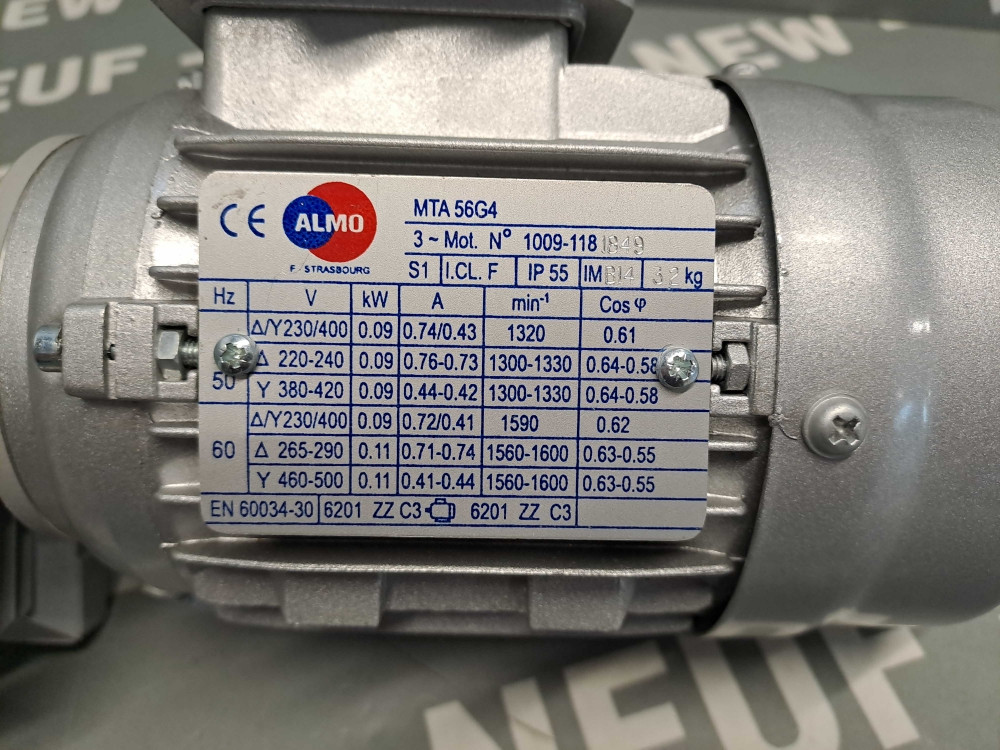 NEUF
NEW
CE ALMO
F - STRASBOURG
MTA 56G4
3 ~ Mot. N° 1009-118 1849
S1 I.CL. F IP 55 IM B14 3.2 kg
Hz V kW A min⁻¹ Cos φ
Δ/Y230/400 0.09 0.74/0.43 1320 0.61
50 Δ 220-240 0.09 0.76-0.73 1300-1330 0.64-0.58
Y 380-420 0.09 0.44-0.42 1300-1330 0.64-0.58
Δ/Y230/400 0.09 0.72/0.41 1590 0.62
60 Δ 265-290 0.11 0.71-0.74 1560-1600 0.63-0.55
Y 460-500 0.11 0.41-0.44 1560-1600 0.63-0.55
EN 60034-30 6201 ZZ C3 6201 ZZ C3
NEUF